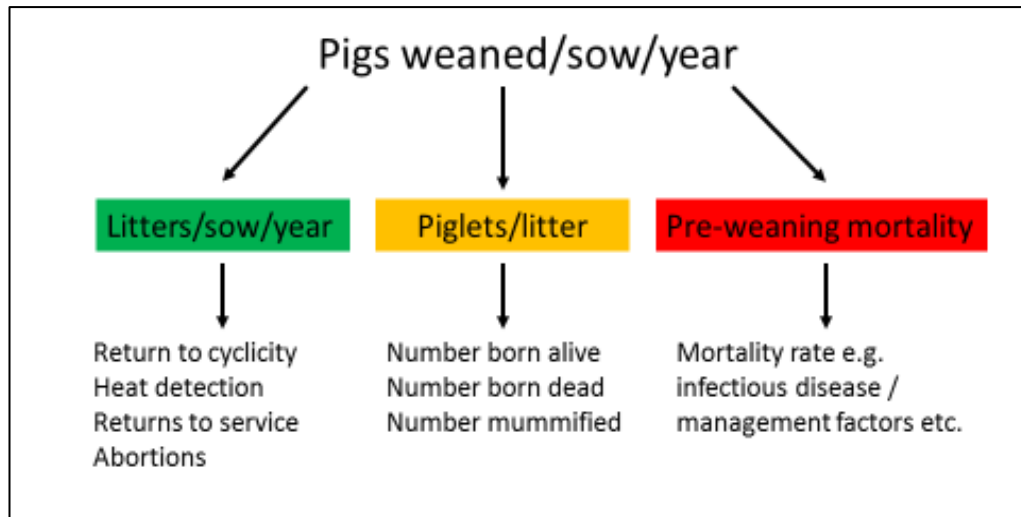 Pigs weaned/sow/year
Litters/sow/year
Piglets/litter
Pre-weaning mortality
Return to cyclicity
Heat detection
Returns to service
Abortions
Number born alive
Number born dead
Number mummified
Mortality rate e.g.
infectious disease /
management factors etc.